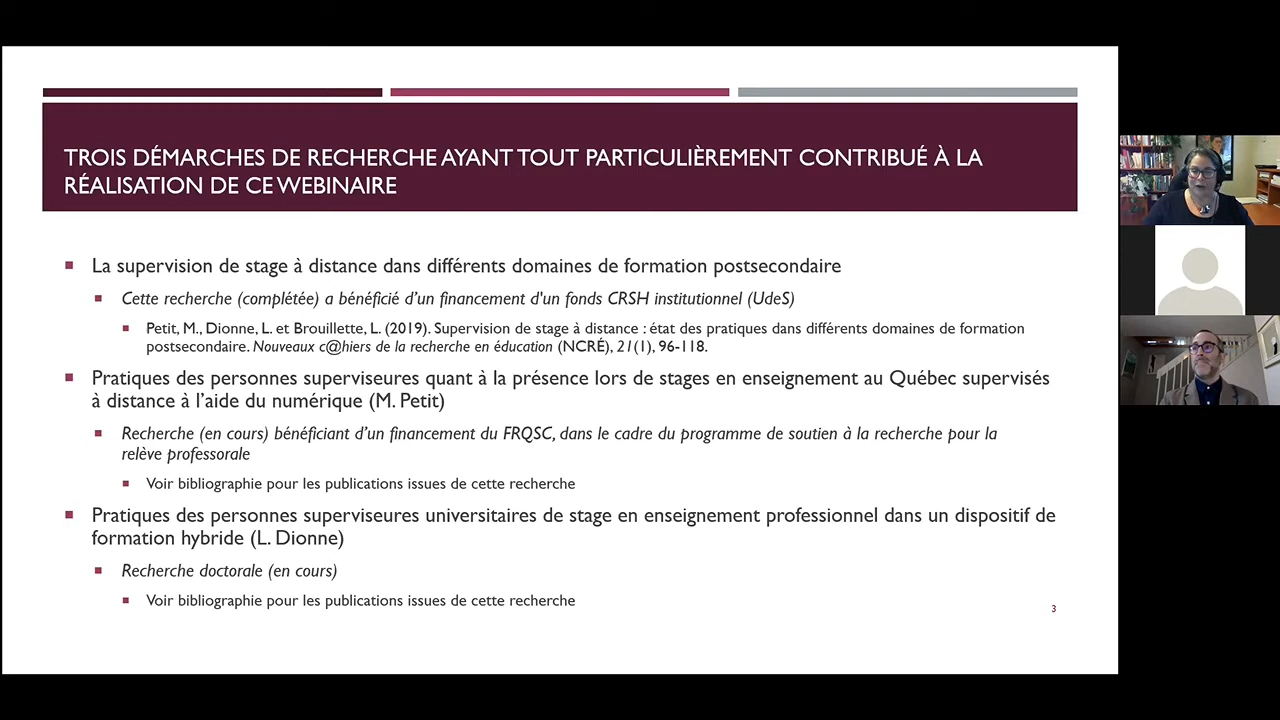 TROIS DÉMARCHES DE RECHERCHE AYANT TOUT PARTICULIÈREMENT CONTRIBUÉ À LA
RÉALISATION DE CE WEBINAIRE
La supervision de stage à distance dans différents domaines de formation postsecondaire
Cette recherche (complétée) a bénéficié d’un financement d'un fonds CRSH institutionnel (UdeS)
Petit, M., Dionne, L. et Brouillette, L. (2019). Supervision de stage à distance : état des pratiques dans différents domaines de formation
postsecondaire. Nouveaux c@hiers de la recherche en éducation (NCRÉ), 21(1), 96-118.
Pratiques des personnes superviseures quant à la présence lors de stages en enseignement au Québec supervisés
à distance à l’aide du numérique (M. Petit)
Recherche (en cours) bénéficiant d’un financement du FRQSC, dans le cadre du programme de soutien à la recherche pour la
relève professorale
Voir bibliographie pour les publications issues de cette recherche
Pratiques des personnes superviseures universitaires de stage en enseignement professionnel dans un dispositif de
formation hybride (L. Dionne)
Recherche doctorale (en cours)
Voir bibliographie pour les publications issues de cette recherche
3